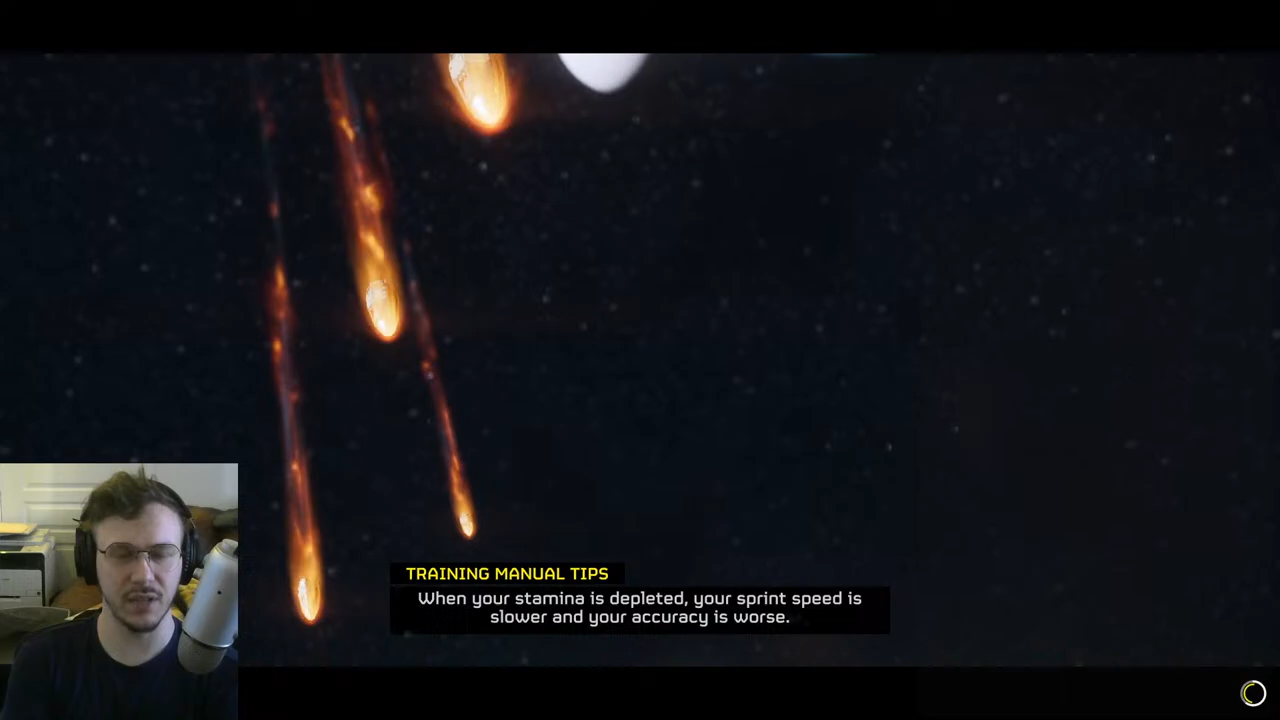 TRAINING MANUAL TIPS
When your stamina is depleted, your sprint speed is
slower and your accuracy is worse.